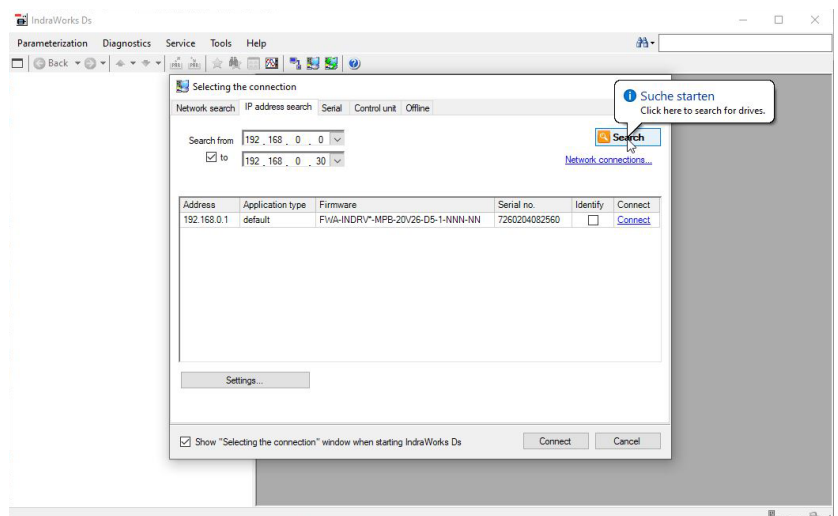 IndraWorks Ds
Parameterization Diagnostics Service Tools Help
Back
Selecting the connection
Network search IP address search Serial Control unit Offline
Suche starten
Click here to search for drives.
Search from 192 . 168 . 0 . 0
Search
to 192 . 168 . 0 . 30
Network connections...
Address Application type Firmware Serial no. Identify Connect
192.168.0.1 default FWA-INDRV*-MPB-20V26-D5-1-NNN-NN 7260204082560 Connect
Settings...
Show "Selecting the connection" window when starting IndraWorks Ds
Connect Cancel